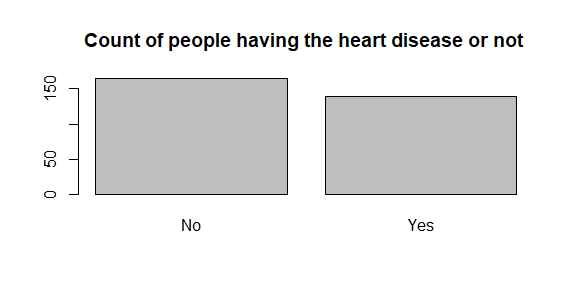 Count of people having the heart disease or not
150
50
0
No Yes